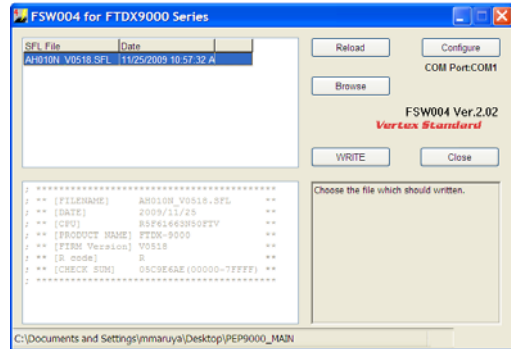 FSW004 for FTDX9000 Series
SFL File Date
AH010N_V0518.SFL 11/25/2009 10:57:32 A
Reload
Configure
COM Port:COM1
Browse
FSW004 Ver.2.02
Vertex Standard
WRITE
Close
; ******************************************
; ** [FILENAME] AH010N_V0518.SFL **
; ** [DATE] 2009/11/25 **
; ** [CPU] R5F61663N50FTV **
; ** [PRODUCT NAME] FTDX-9000 **
; ** [FIRM Version] V0518 **
; ** [R code] R **
; ** [CHECK SUM] 05C9E6AE(00000-7FFFF) **
; ******************************************
Choose the file which should written.
C:\Documents and Settings\mmaruya\Desktop\PEP9000_MAIN